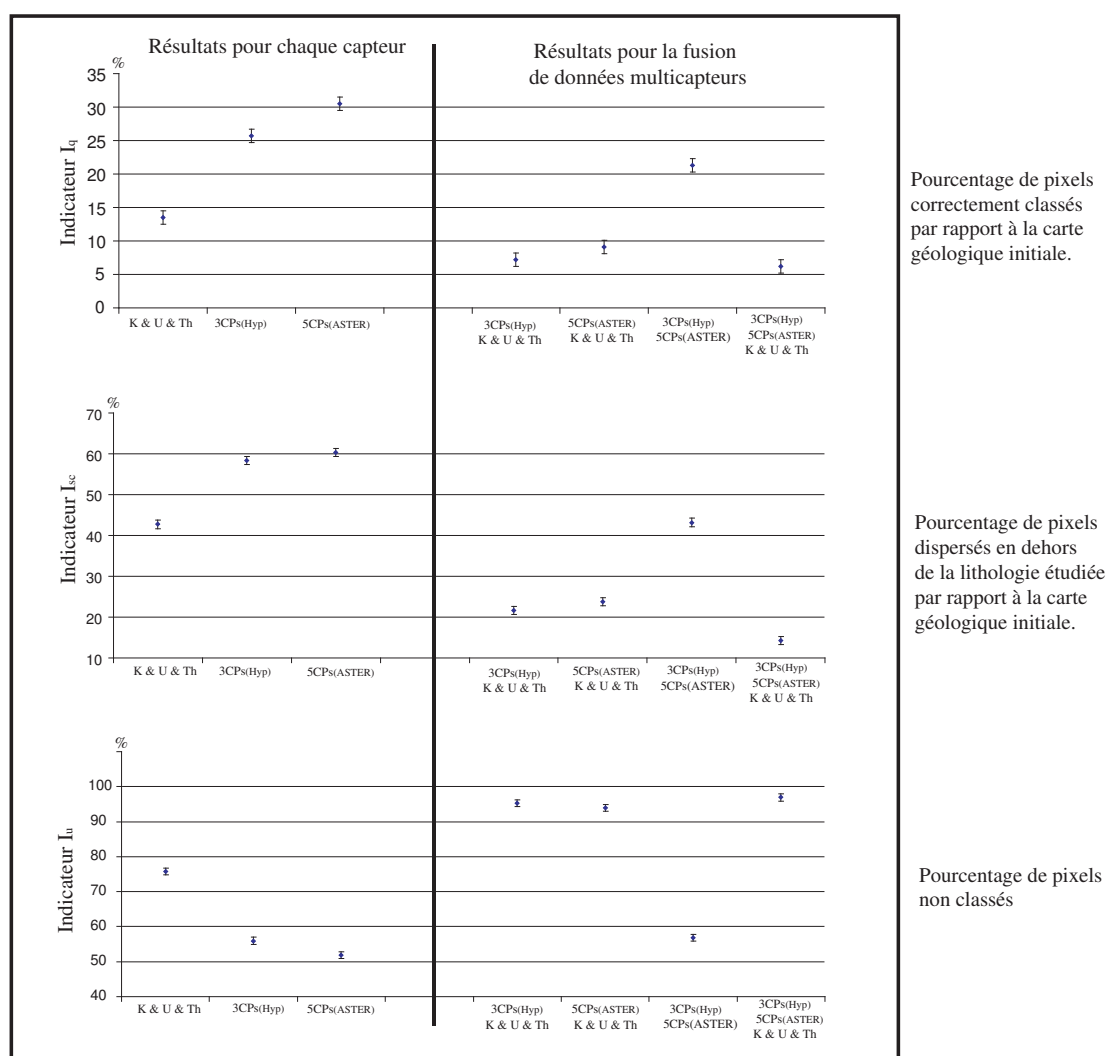 Résultats pour chaque capteur
Résultats pour la fusion
de données multicapteurs
%
35
30
25
20
15
10
5
0
Indicateur Iq
K & U & Th
3CPs(Hyp)
5CPs(ASTER)
3CPs(Hyp)
K & U & Th
5CPs(ASTER)
K & U & Th
3CPs(Hyp)
5CPs(ASTER)
3CPs(Hyp)
5CPs(ASTER)
K & U & Th
Pourcentage de pixels
correctement classés
par rapport à la carte
géologique initiale.
%
70
60
50
40
30
20
10
Indicateur Isc
K & U & Th
3CPs(Hyp)
5CPs(ASTER)
3CPs(Hyp)
K & U & Th
5CPs(ASTER)
K & U & Th
3CPs(Hyp)
5CPs(ASTER)
3CPs(Hyp)
5CPs(ASTER)
K & U & Th
Pourcentage de pixels
dispersés en dehors
de la lithologie étudiée
par rapport à la carte
géologique initiale.
%
100
90
80
70
60
50
40
Indicateur Iu
K & U & Th
3CPs(Hyp)
5CPs(ASTER)
3CPs(Hyp)
K & U & Th
5CPs(ASTER)
K & U & Th
3CPs(Hyp)
5CPs(ASTER)
3CPs(Hyp)
5CPs(ASTER)
K & U & Th
Pourcentage de pixels
non classés